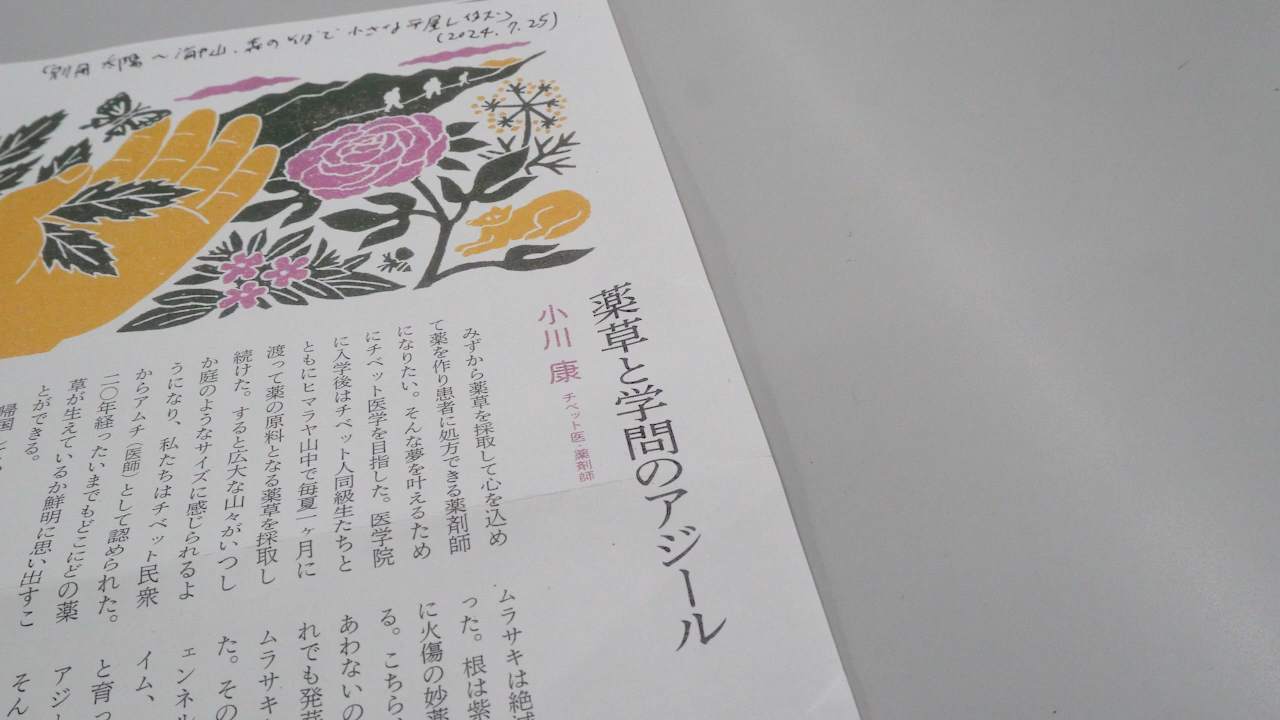 「別冊 太陽 〜海や山、森のそばで 小さな平屋に住む〉
(2024.7.25)
薬草と学問のアジール
小川 康 チベット医・薬剤師
みずから薬草を採取して心を込め
て薬を作り患者に処方できる薬剤師
になりたい。そんな夢を叶えるため
にチベット医学を目指した。医学院
に入学後はチベット人同級生たちと
ともにヒマラヤ山中で毎夏一ヶ月に
渡って薬の原料となる薬草を採取し
続けた。すると広大な山々がいつし
か庭のようなサイズに感じられるよ
うになり、私たちはチベット民衆
からアムチ(医師)として認められた。
二〇年経ったいまでもどこにどの薬
草が生えているか鮮明に思い出すこ
とができる。
帰国し
ムラサキは絶滅
った。根は紫
に火傷の妙薬
る。こちら
あわないの
れでも発芽
ムラサキ
た。その
ェンネル
イム、
と育っ
アジ
そん